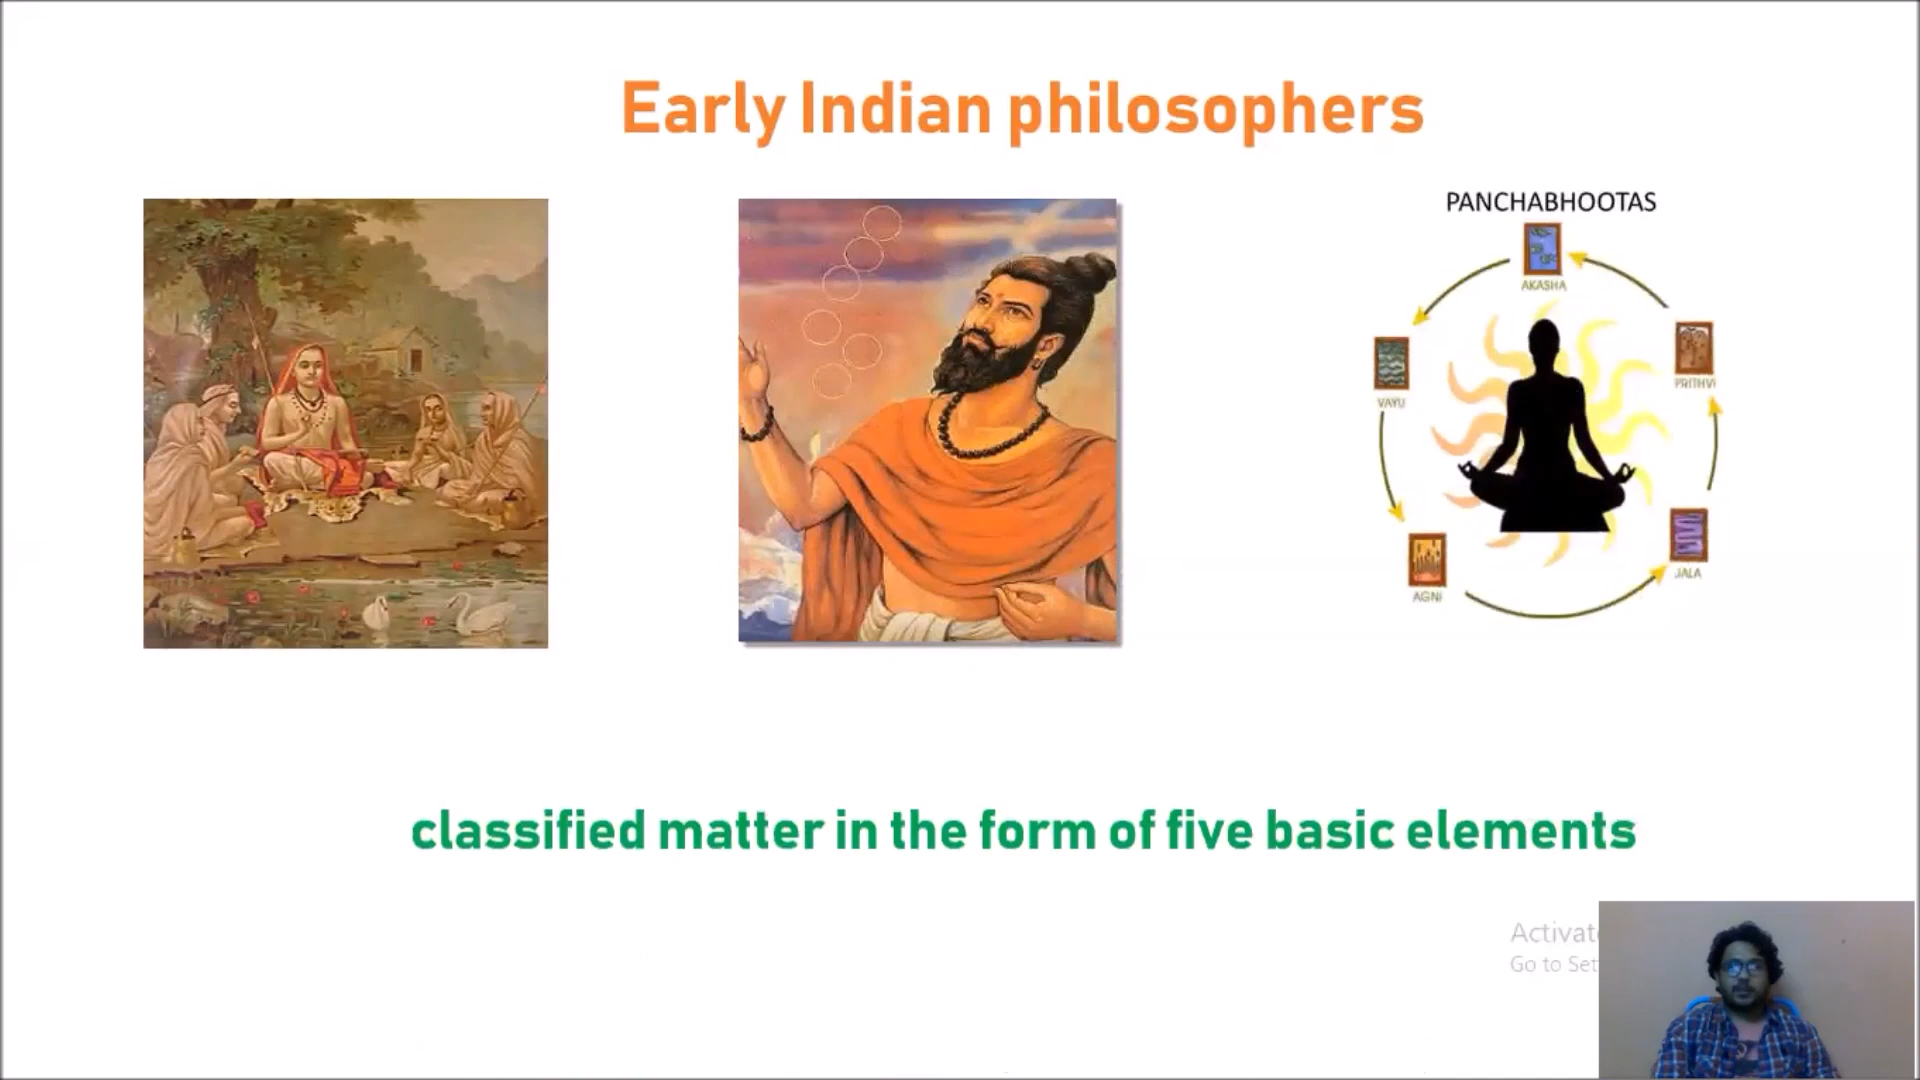 Early Indian philosophers
PANCHABHOOTAS
AKASHA
PRITHVI
VAYU
JALA
AGNI
classified matter in the form of five basic elements
Activate
Go to Set